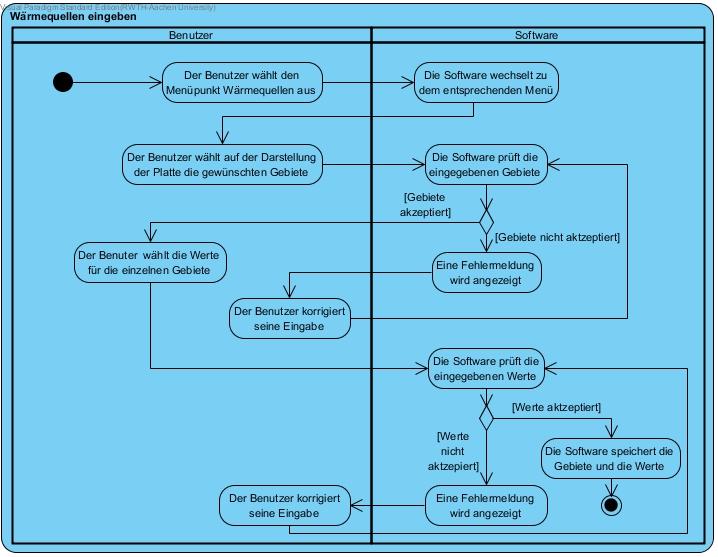 Visual Paradigm Standard Edition(RWTH-Aachen University)
Wärmequellen eingeben
Benutzer
Software
Der Benutzer wählt den
Menüpunkt Wärmequellen aus
Die Software wechselt zu
dem entsprechenden Menü
Der Benutzer wählt auf der Darstellung
der Platte die gewünschten Gebiete
Die Software prüft die
eingegebenen Gebiete
[Gebiete
akzeptiert]
[Gebiete nicht aktzeptiert]
Der Benuter wählt die Werte
für die einzelnen Gebiete
Eine Fehlermeldung
wird angezeigt
Der Benutzer korrigiert
seine Eingabe
Die Software prüft die
eingegebenen Werte
[Werte aktzeptiert]
[Werte
nicht
aktzepiert]
Die Software speichert die
Gebiete und die Werte
Der Benutzer korrigiert
seine Eingabe
Eine Fehlermeldung
wird angezeigt